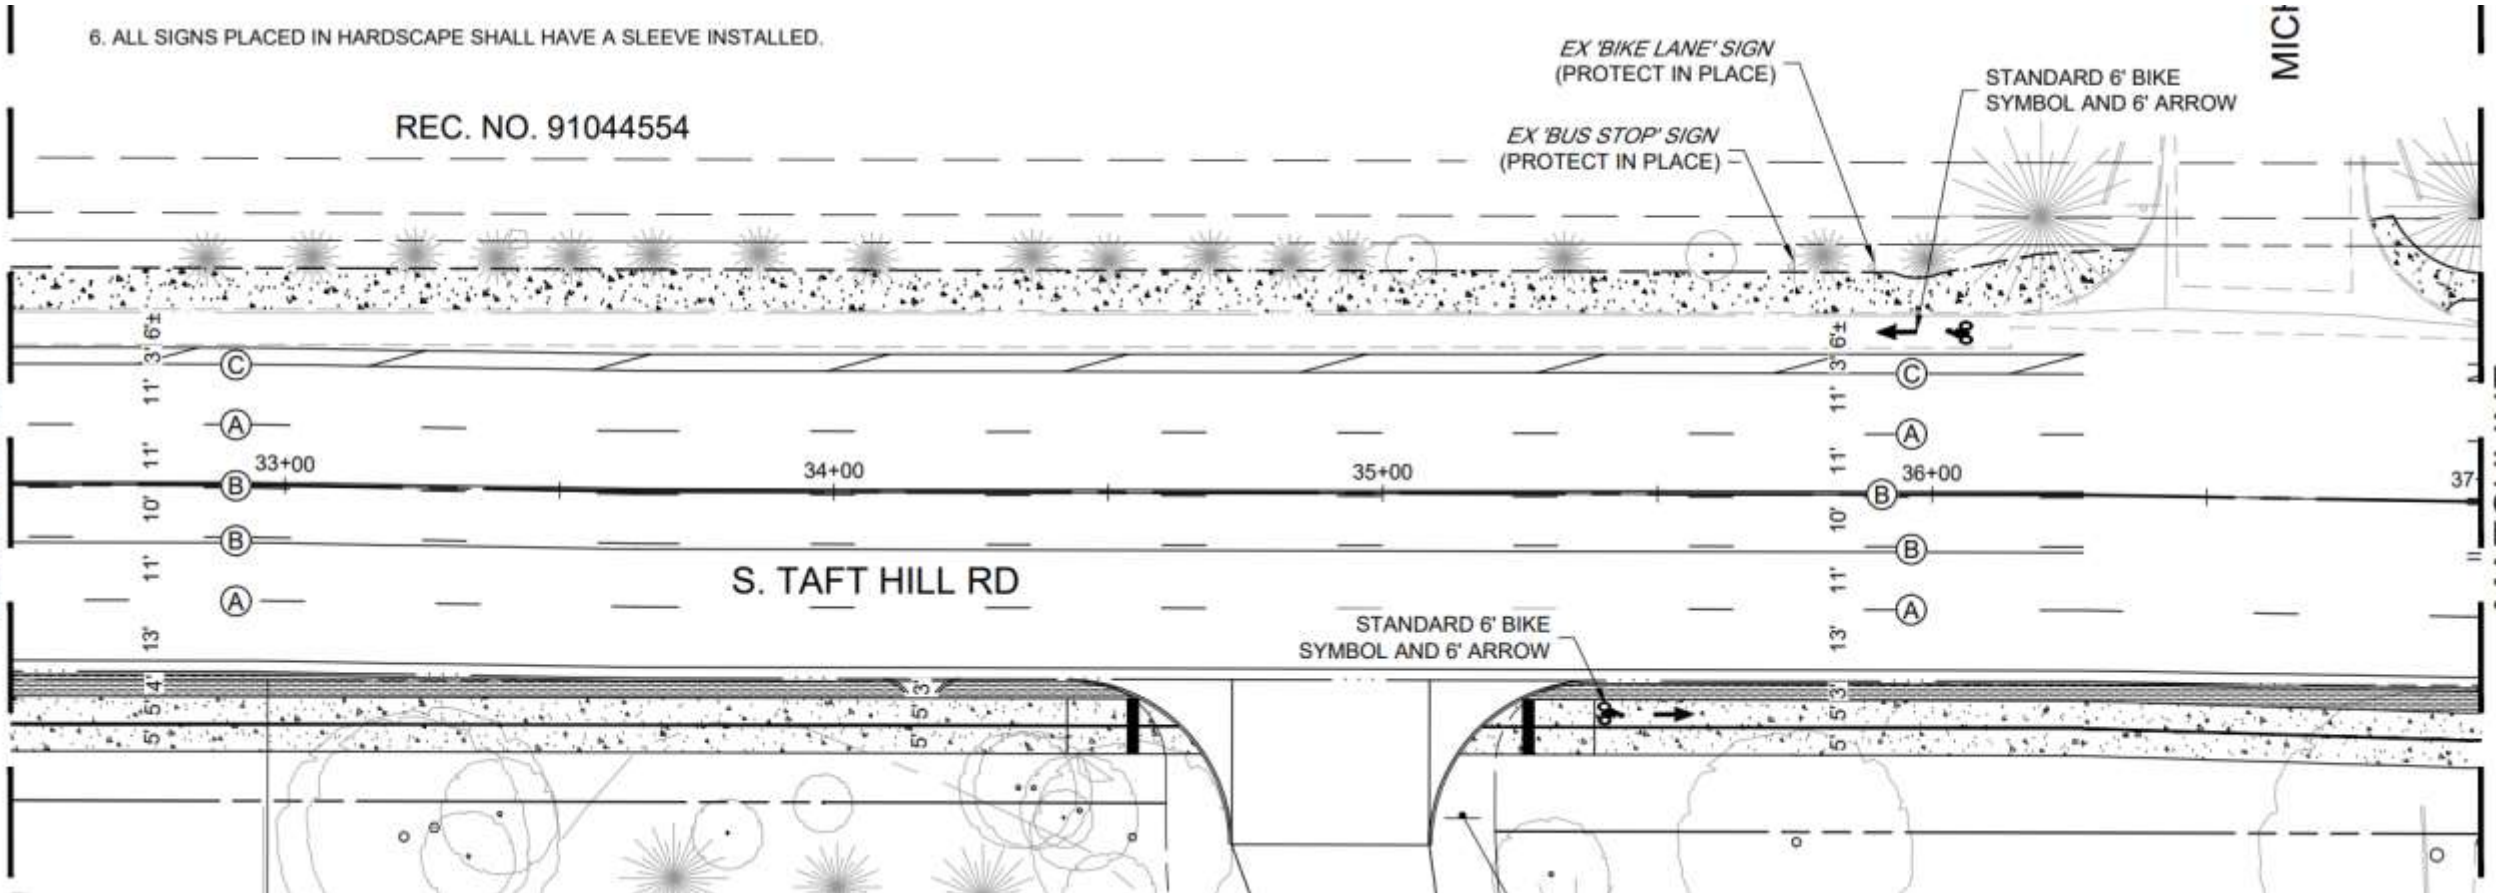 6. ALL SIGNS PLACED IN HARDSCAPE SHALL HAVE A SLEEVE INSTALLED.
REC. NO. 91044554
EX 'BIKE LANE' SIGN
(PROTECT IN PLACE)
EX 'BUS STOP' SIGN
(PROTECT IN PLACE)
STANDARD 6' BIKE
SYMBOL AND 6' ARROW
6'±
3'
11'
11'
10'
11'
13'
4'
5'
5'
C
A
B
B
A
33+00
34+00
35+00
36+00
37
6'±
3'
11'
11'
10'
11'
13'
3'
5'
5'
C
A
B
B
A
S. TAFT HILL RD
STANDARD 6' BIKE
SYMBOL AND 6' ARROW
3'
5'
5'